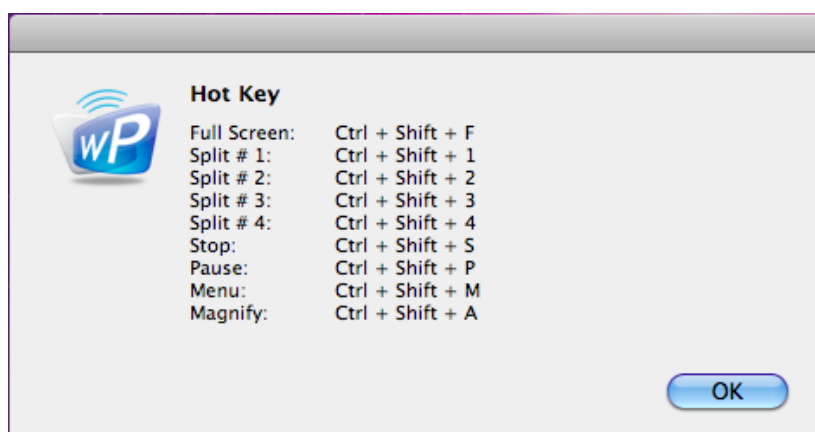 wP
Hot Key
Full Screen: Ctrl + Shift + F
Split # 1: Ctrl + Shift + 1
Split # 2: Ctrl + Shift + 2
Split # 3: Ctrl + Shift + 3
Split # 4: Ctrl + Shift + 4
Stop: Ctrl + Shift + S
Pause: Ctrl + Shift + P
Menu: Ctrl + Shift + M
Magnify: Ctrl + Shift + A
OK